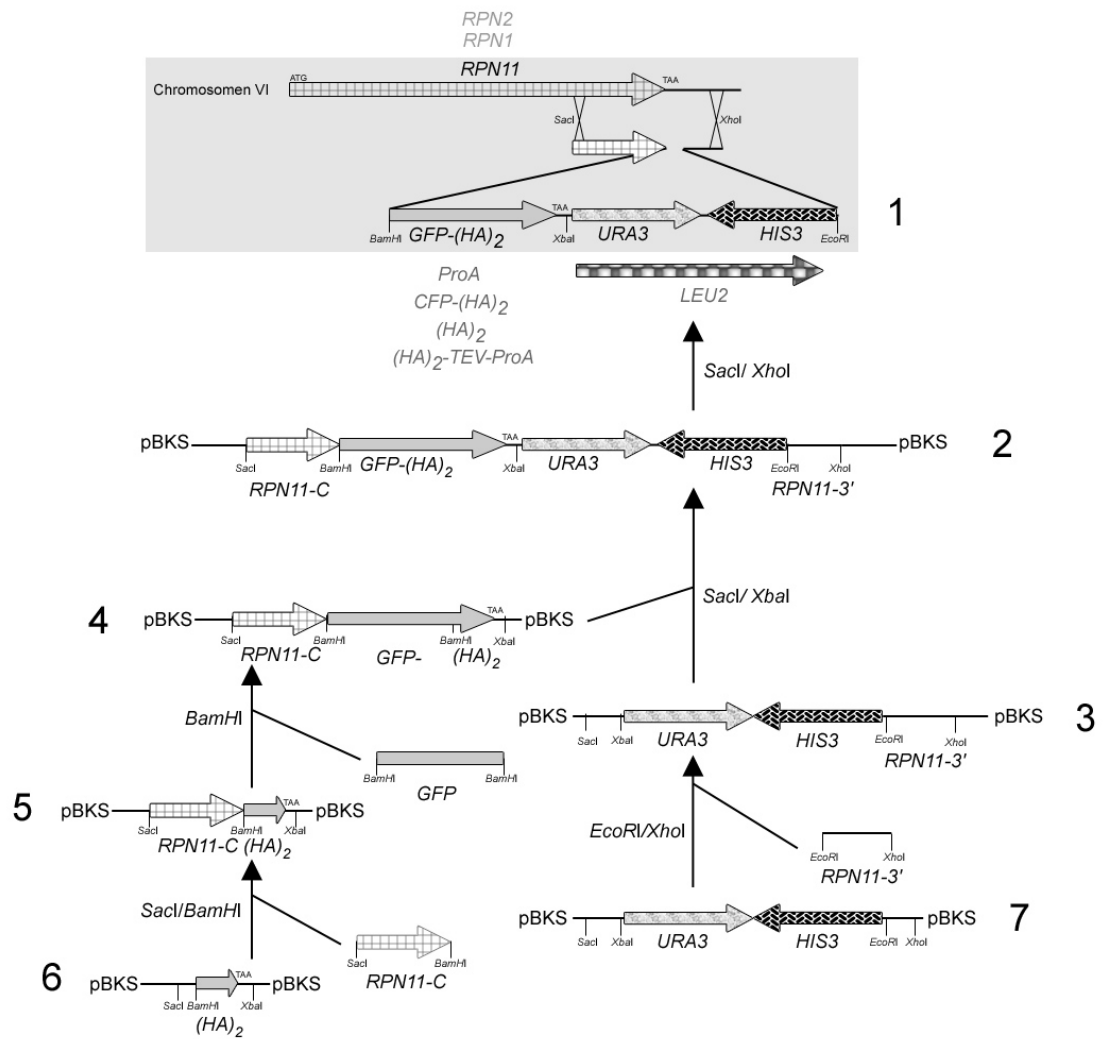 RPN2
RPN1
RPN11
ATG
TAA
Chromosomen VI
SacI
XhoI
TAA
BamHI
GFP-(HA)2
XbaI
URA3
HIS3
EcoRI
1
ProA
CFP-(HA)2
(HA)2
(HA)2-TEV-ProA
LEU2
SacI/ XhoI
pBKS
TAA
pBKS
2
SacI
BamHI
GFP-(HA)2
XbaI
URA3
HIS3
EcoRI
XhoI
RPN11-C
RPN11-3'
SacI/ XbaI
4
pBKS
TAA
pBKS
SacI
BamHI
BamHI
XbaI
RPN11-C
GFP-
(HA)2
BamHI
BamHI
BamHI
GFP
pBKS
pBKS
3
SacI
XbaI
URA3
HIS3
EcoRI
XhoI
RPN11-3'
5
pBKS
TAA
pBKS
SacI
BamHI
XbaI
RPN11-C (HA)2
EcoRI/XhoI
EcoRI
XhoI
RPN11-3'
SacI/BamHI
SacI
BamHI
RPN11-C
6
pBKS
TAA
pBKS
SacI
BamHI
XbaI
(HA)2
pBKS
pBKS
7
SacI
XbaI
URA3
HIS3
EcoRI
XhoI